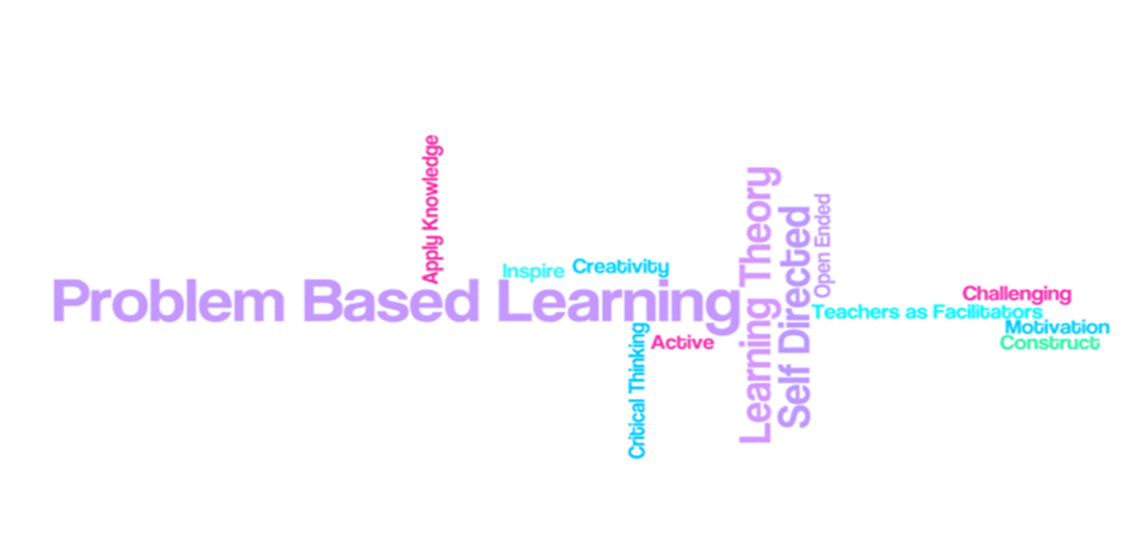 Apply Knowledge
Inspire
Creativity
Problem Based Learning
Critical Thinking
Active
Learning Theory
Self Directed
Open Ended
Teachers as Facilitators
Challenging
Motivation
Construct